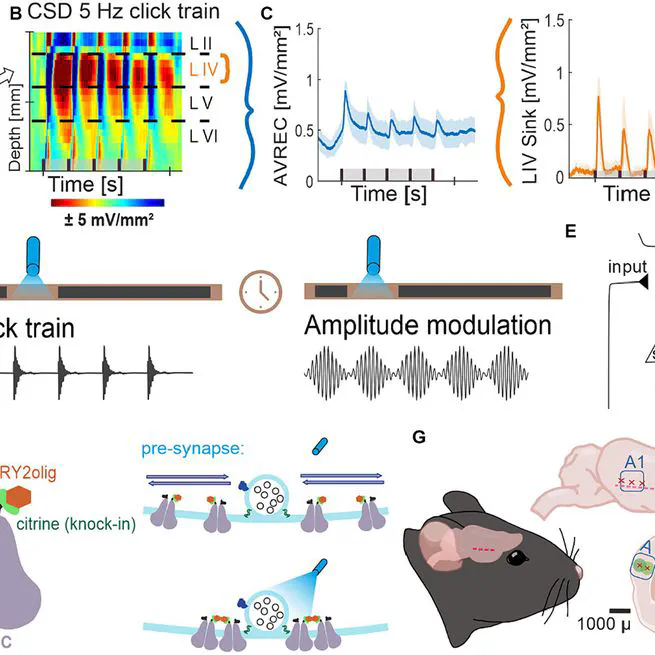 B CSD 5 Hz click train
L II
L IV
L V
L VI
Depth [mm]
Time [s]
± 5 mV/mm²
C
AVREC [mV/mm²]
1.5
1
0.5
0
Time [s]
LIV Sink [mV/mm²]
1.5
1
0.5
0
Time
ck train
Amplitude modulation
E
input
RY2olig
citrine (knock-in)
C
pre-synapse:
G
A1
A
1000 µ